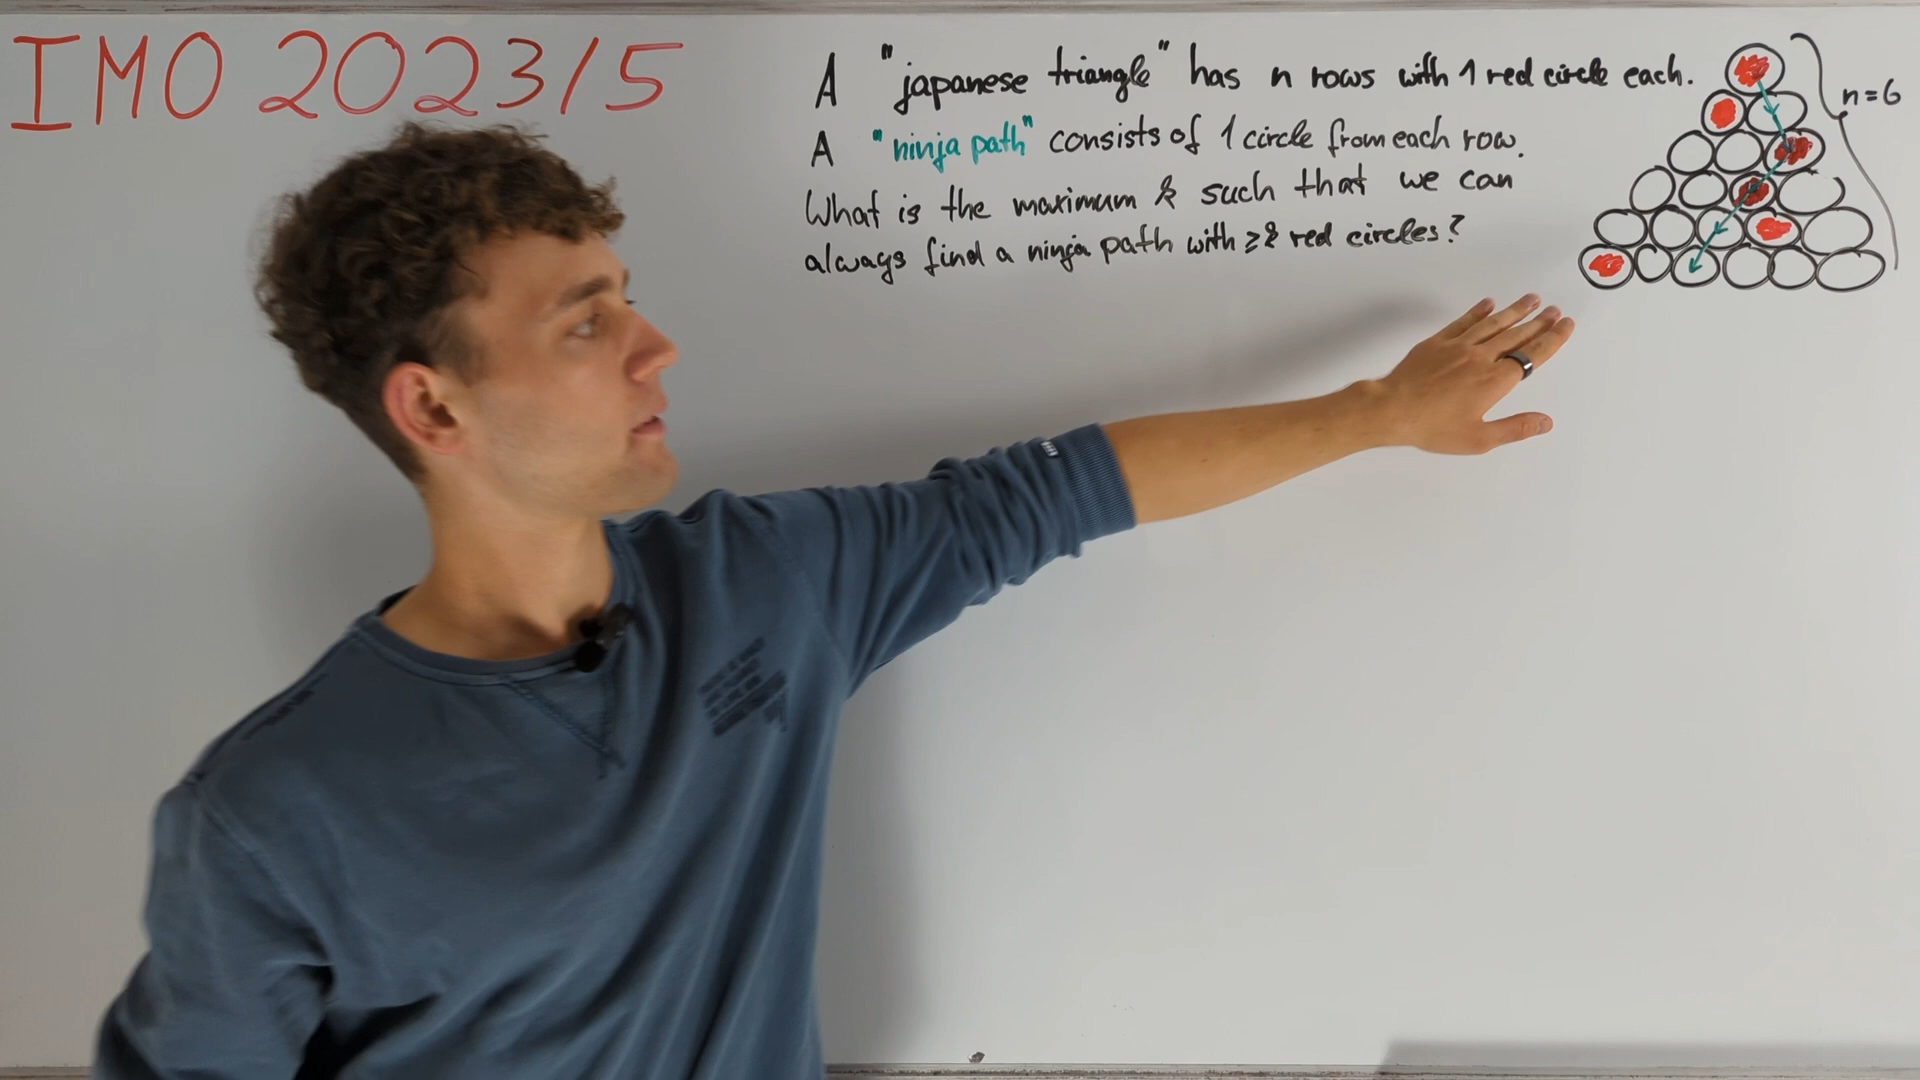 IMO 2023/5
A "japanese triangle" has n rows with 1 red circle each.
A "ninja path" consists of 1 circle from each row.
What is the maximum k such that we can
always find a ninja path with ≥k red circles?
n=6